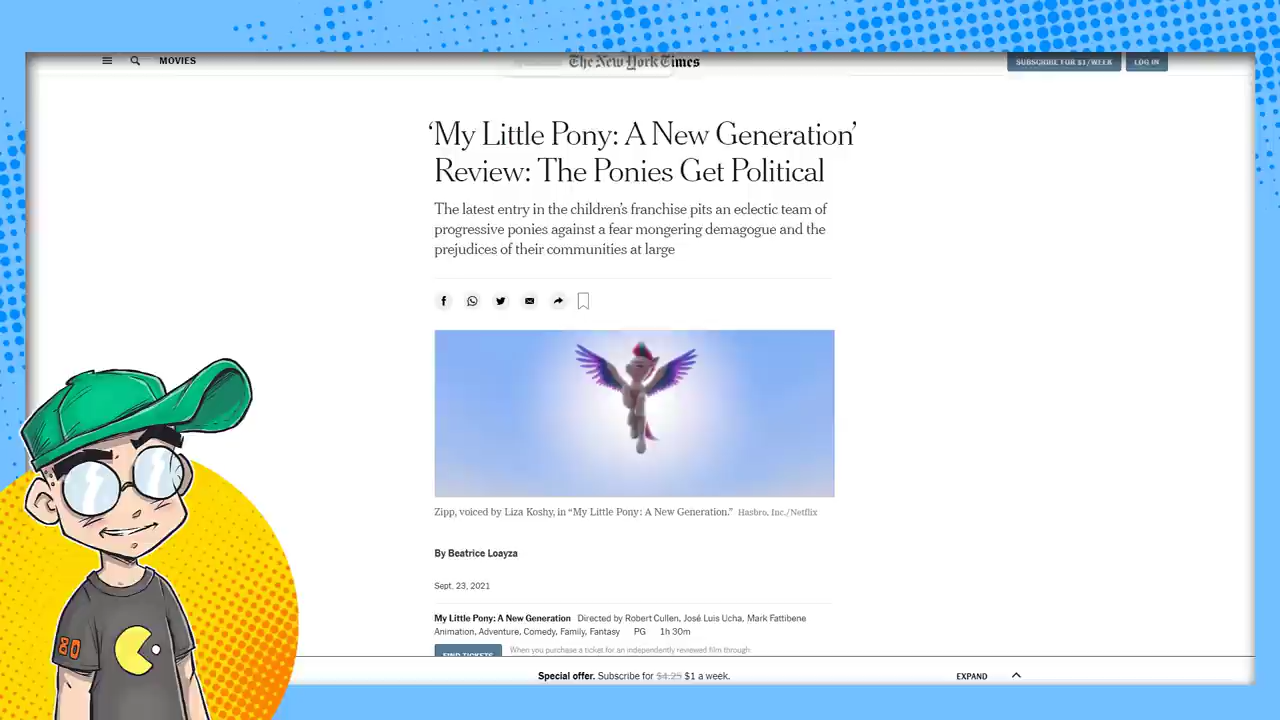 MOVIES
The New York Times
SUBSCRIBE FOR $1/WEEK
LOG IN
‘My Little Pony: A New Generation’
Review: The Ponies Get Political
The latest entry in the children’s franchise pits an eclectic team of
progressive ponies against a fear mongering demagogue and the
prejudices of their communities at large
Zipp, voiced by Liza Koshy, in “My Little Pony: A New Generation.” Hasbro, Inc./Netflix
By Beatrice Loayza
Sept. 23, 2021
My Little Pony: A New Generation Directed by Robert Cullen, José Luis Ucha, Mark Fattibene
Animation, Adventure, Comedy, Family, Fantasy PG 1h 30m
FIND TICKETS
When you purchase a ticket for an independently reviewed film through
Special offer. Subscribe for $4.25 $1 a week.
EXPAND
80